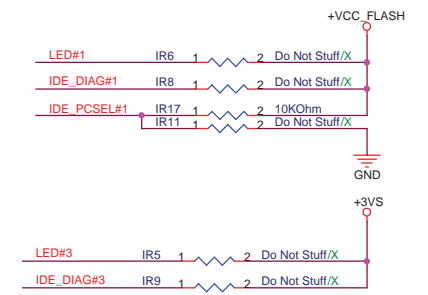 +VCC_FLASH
LED#1 IR6 1 2 Do Not Stuff/X
IDE_DIAG#1 IR8 1 2 Do Not Stuff/X
IDE_PCSEL#1 IR17 1 2 10KOhm
IR11 1 2 Do Not Stuff/X
GND
+3VS
LED#3 IR5 1 2 Do Not Stuff/X
IDE_DIAG#3 IR9 1 2 Do Not Stuff/X